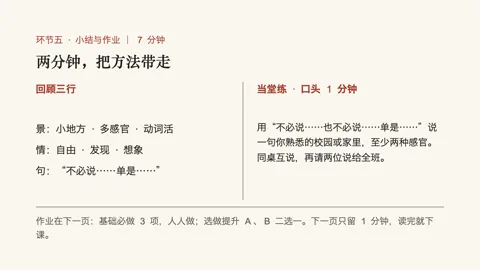 环节五 · 小结与作业 ｜ 7 分钟
两分钟，把方法带走
回顾三行
景：小地方 · 多感官 · 动词活
情：自由 · 发现 · 想象
句：“不必说……单是……”
当堂练 · 口头 1 分钟
用“不必说……也不必说……单是……”说
一句你熟悉的校园或家里，至少两种感官。
同桌互说，再请两位说给全班。
作业在下一页：基础必做 3 项，人人做；选做提升 A、B 二选一。下一页只留 1 分钟，读完就下
课。